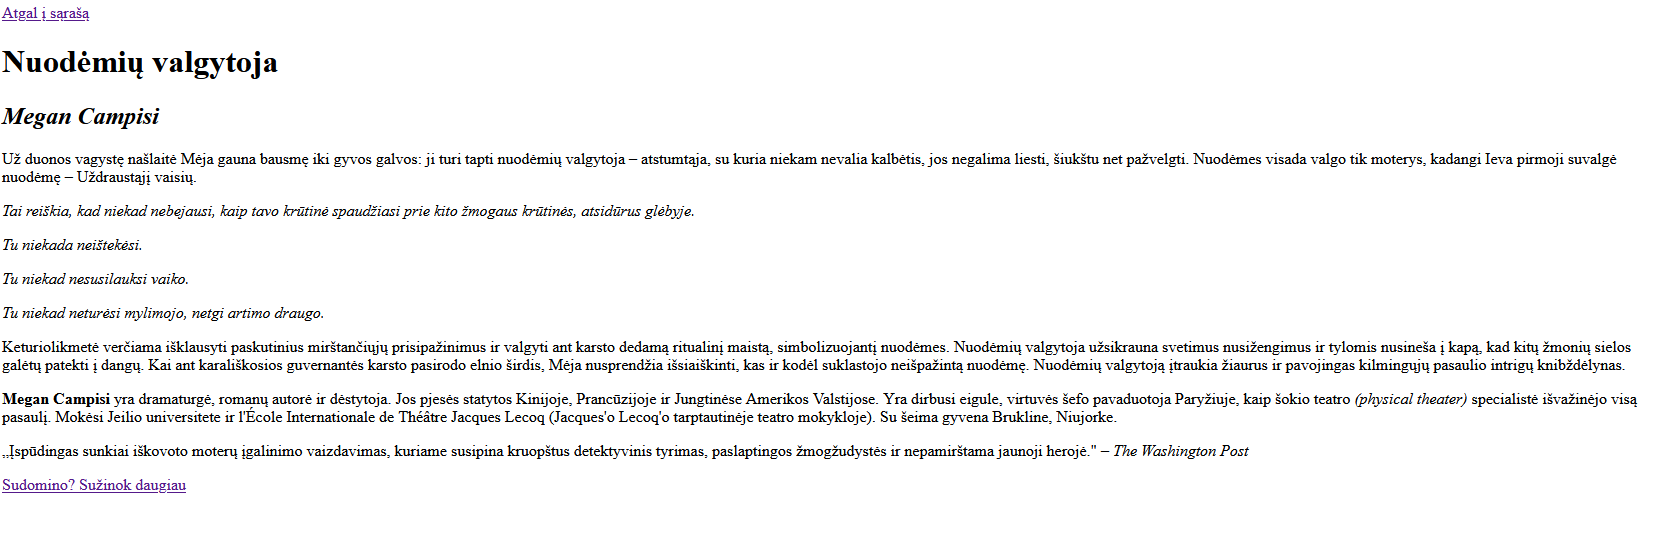 Atgal į sąrašą
Nuodėmių valgytoja
Megan Campisi
Už duonos vagystę našlaitė Mėja gauna bausmę iki gyvos galvos: ji turi tapti nuodėmių valgytoja – atstumtaja, su kuria niekam nevalia kalbėtis, jos negalima liesti, šiukštu net pažvelgti. Nuodėmes visada valgo tik moterys, kadangi Ieva pirmoji suvalgė
nuodėmę – Uždraustąjį vaisių.
Tai reiškia, kad niekad nebejausi, kaip tavo krūtinė spaudžiasi prie kito žmogaus krūtinės, atsidūrus glėbyje.
Tu niekada neištekėsi.
Tu niekad nesusilauksi vaiko.
Tu niekad neturėsi mylimojo, netgi artimo draugo.
Keturiolikmetė verčiama išklausyti paskutinius mirštančiųjų prisipažinimus ir valgyti ant karsto dedamą ritualinį maistą, simbolizuojantį nuodėmes. Nuodėmių valgytoja užsikrauna svetimus nusižengimus ir tylomis nusineša į kapą, kad kitų žmonių sielos
galėtų patekti į dangų. Kai ant karališkosios guvernantės karsto pasirodo elnio širdis, Mėja nusprendžia išsiaiškinti, kas ir kodėl suklastojo neišpažintą nuodėmę. Nuodėmių valgytoją įtraukia žiaurus ir pavojingas kilmingųjų pasaulio intrigų knibždėlynas.
Megan Campisi yra dramaturgė, romanų autorė ir dėstytoja. Jos pjesės statytos Kinijoje, Prancūzijoje ir Jungtinėse Amerikos Valstijose. Yra dirbusi eigule, virtuvės šefo pavaduotoja Paryžiuje, kaip šokio teatro (physical theater) specialistė išvažinėjo visą
pasaulį. Mokėsi Jeilio universitete ir l'École Internationale de Théâtre Jacques Lecoq (Jacques'o Lecoq'o tarptautinėje teatro mokykloje). Su šeima gyvena Brukline, Niujorke.
„Įspūdingas sunkiai iškovoto moterų įgalinimo vaizdavimas, kuriame susipina kruopštus detektyvinis tyrimas, paslaptingos žmogžudystės ir nepamirštama jaunoji herojė." – The Washington Post
Sudomino? Sužinok daugiau